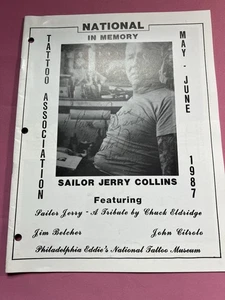 NATIONAL
IN MEMORY
TATTOO ASSOCIATION
MAY - JUNE 1987
SAILOR JERRY COLLINS
Featuring
Sailor Jerry - A Tribute by Chuck Eldridge
Jim Belcher John Citrolo
Philadelphia Eddie's National Tattoo Museum